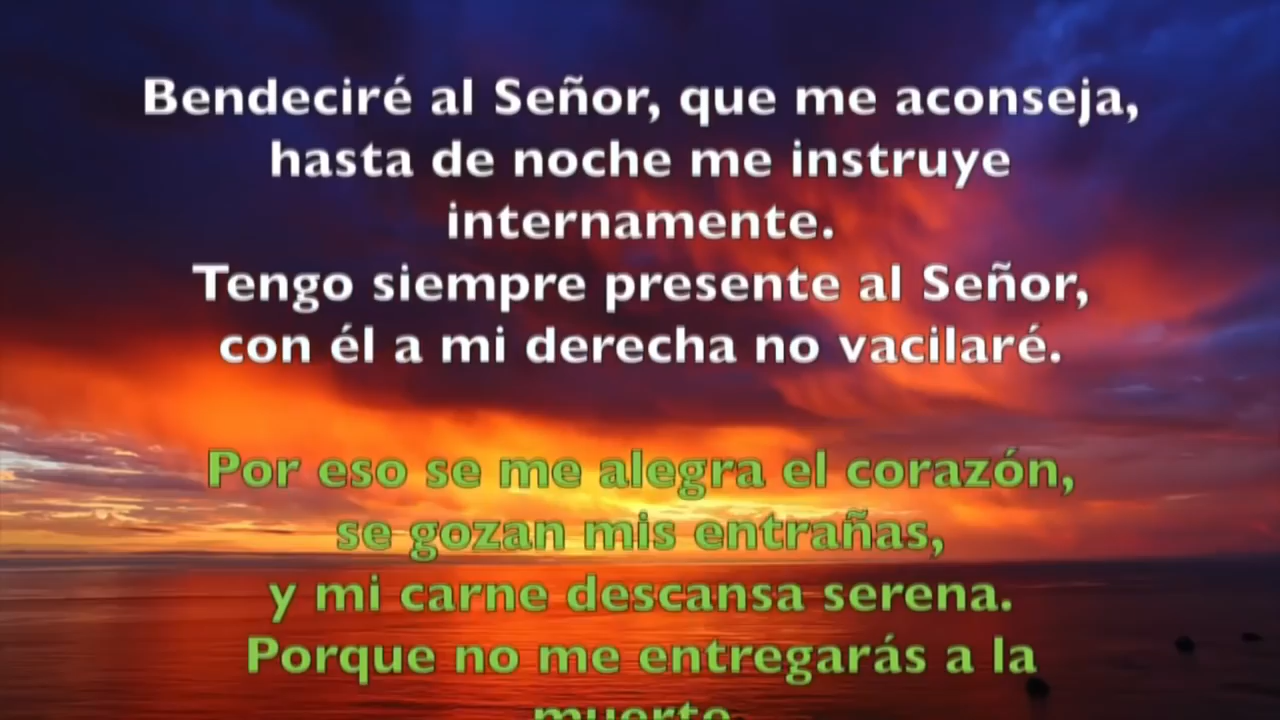 Bendeciré al Señor, que me aconseja,
hasta de noche me instruye
internamente.
Tengo siempre presente al Señor,
con él a mi derecha no vacilaré.
Por eso se me alegra el corazón,
se gozan mis entrañas,
y mi carne descansa serena.
Porque no me entregarás a la
muerte